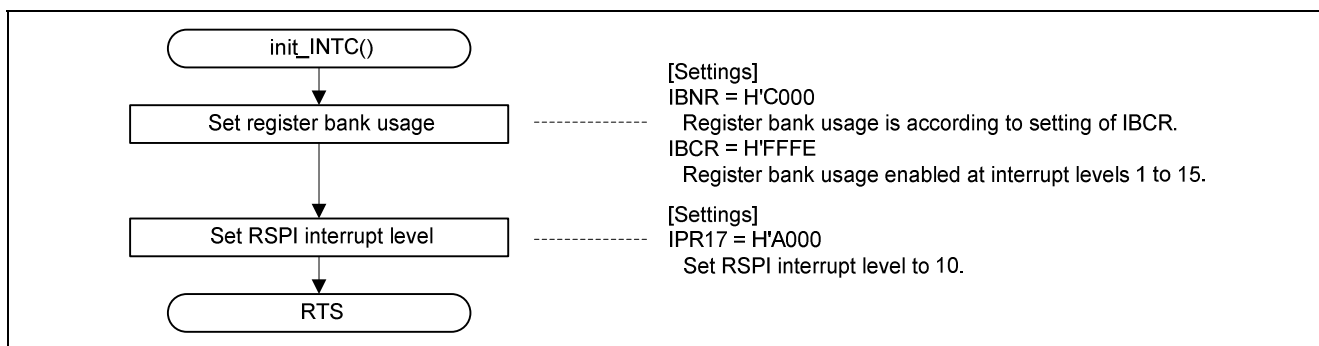 init_INTC()
Set register bank usage
[Settings]
IBNR = H'C000
Register bank usage is according to setting of IBCR.
IBCR = H'FFFE
Register bank usage enabled at interrupt levels 1 to 15.
Set RSPI interrupt level
[Settings]
IPR17 = H'A000
Set RSPI interrupt level to 10.
RTS